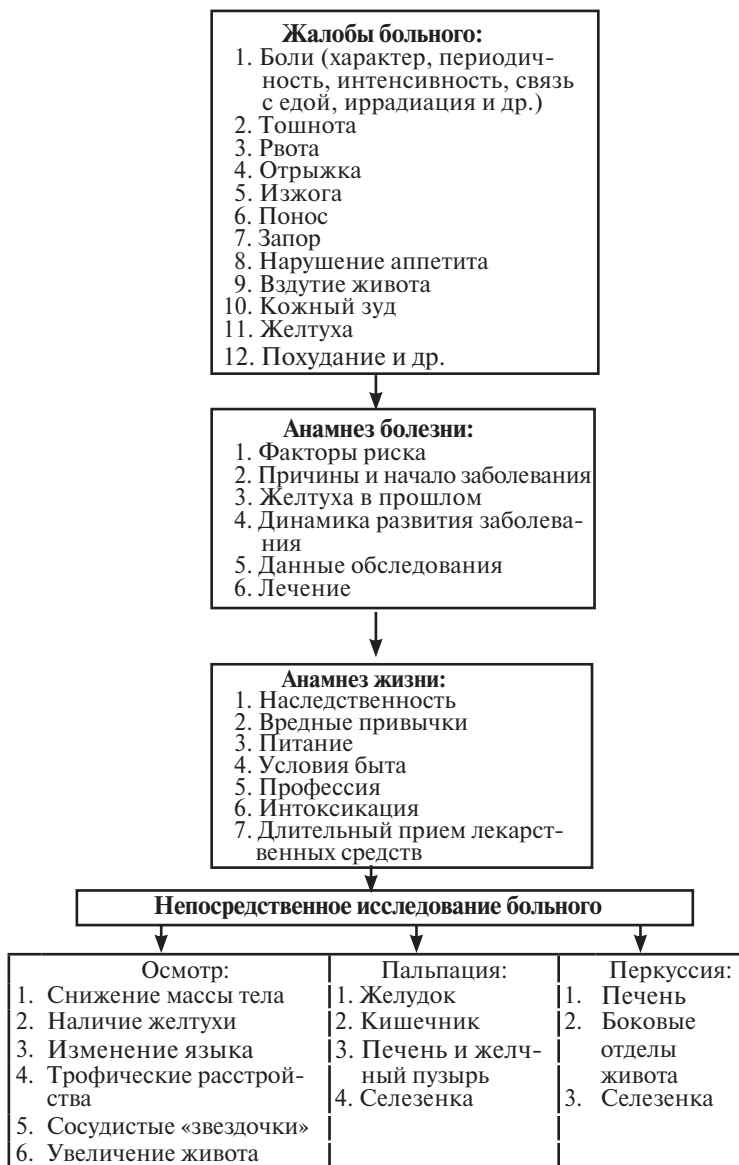 Жалобы больного:
1. Боли (характер, периодич-
ность, интенсивность, связь
с едой, иррадиация и др.)
2. Тошнота
3. Рвота
4. Отрыжка
5. Изжога
6. Понос
7. Запор
8. Нарушение аппетита
9. Вздутие живота
10. Кожный зуд
11. Желтуха
12. Похудание и др.
Анамнез болезни:
1. Факторы риска
2. Причины и начало заболевания
3. Желтуха в прошлом
4. Динамика развития заболева-
ния
5. Данные обследования
6. Лечение
Анамнез жизни:
1. Наследственность
2. Вредные привычки
3. Питание
4. Условия быта
5. Профессия
6. Интоксикация
7. Длительный прием лекарст-
венных средств
Непосредственное исследование больного
Осмотр:
1. Снижение массы тела
2. Наличие желтухи
3. Изменение языка
4. Трофические расстрой-
ства
5. Сосудистые «звездочки»
6. Увеличение живота
Пальпация:
1. Желудок
2. Кишечник
3. Печень и желч-
ный пузырь
4. Селезенка
Перкуссия:
1. Печень
2. Боковые
отделы
живота
3. Селезенка